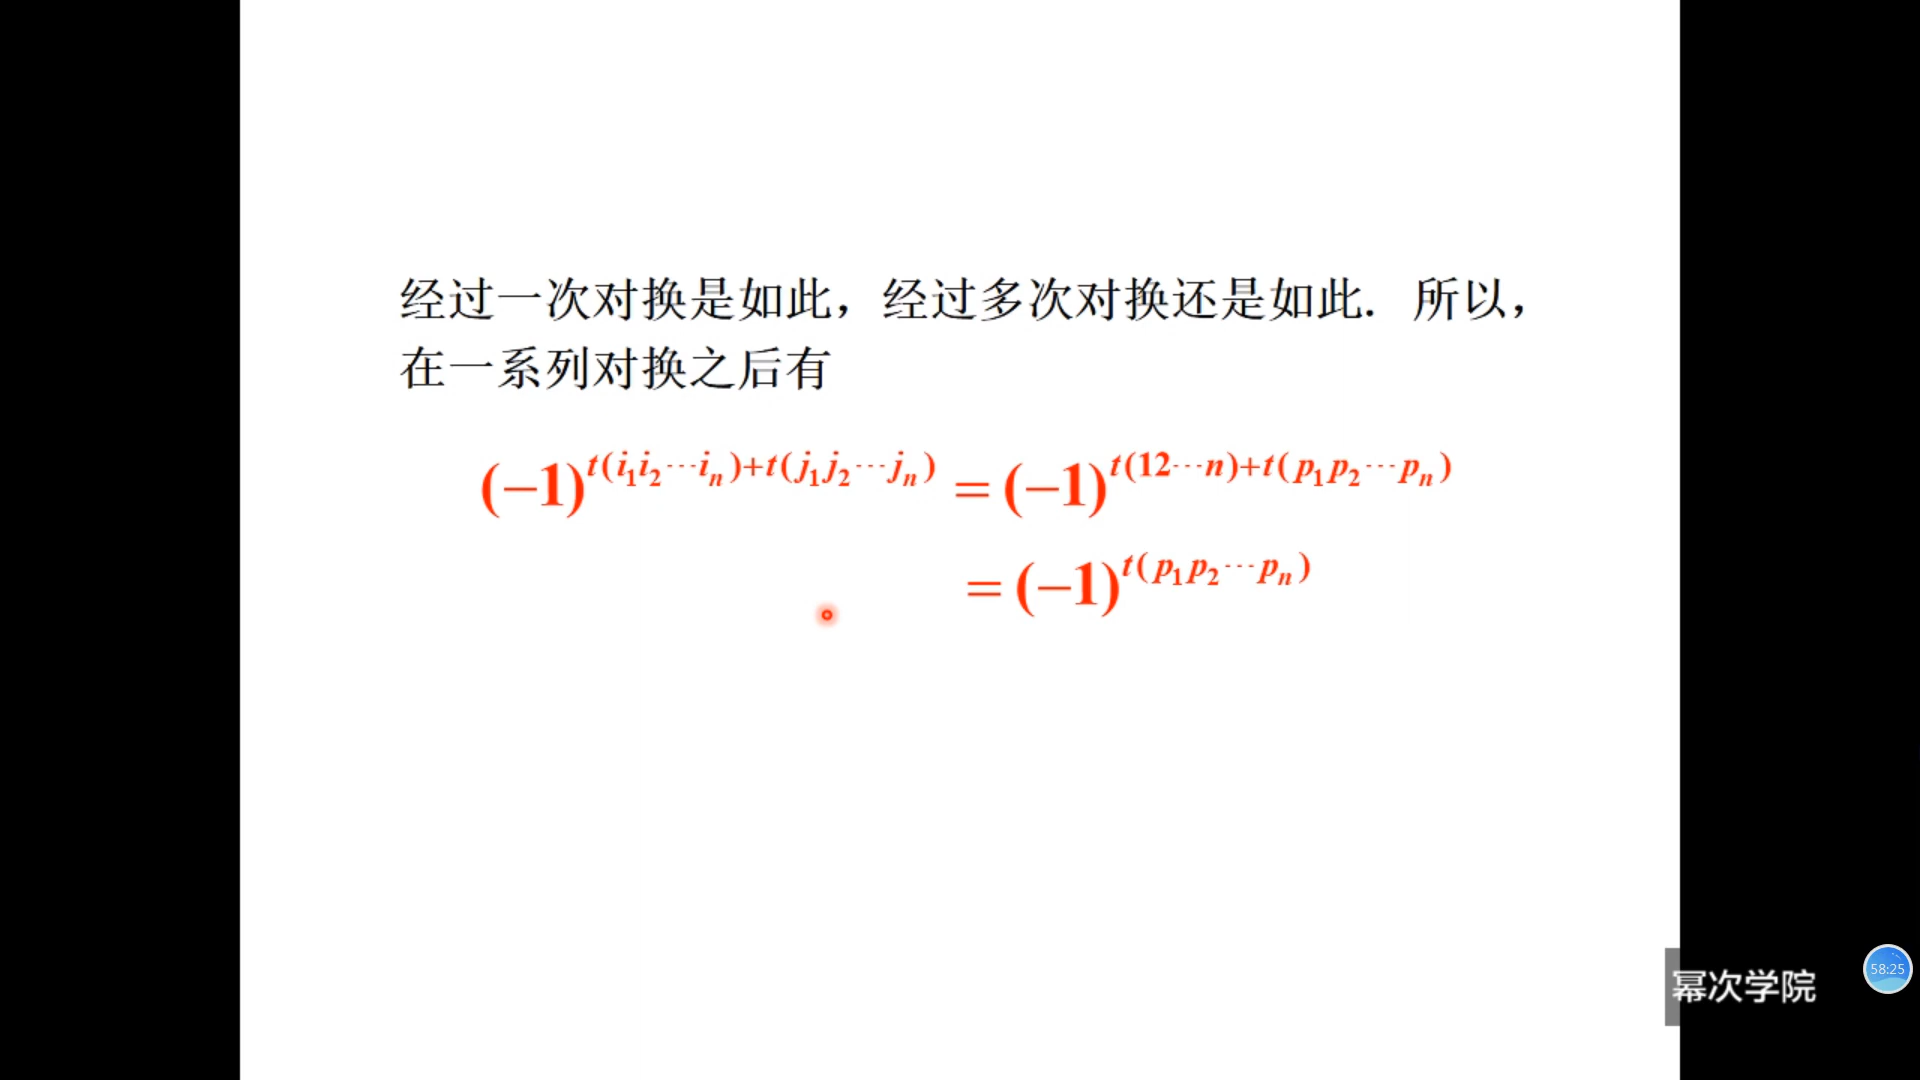 经过一次对换是如此，经过多次对换还是如此. 所以，
在一系列对换之后有
(−1)^{t(i₁i₂⋯iₙ)+t(j₁j₂⋯jₙ)} = (−1)^{t(12⋯n)+t(p₁p₂⋯pₙ)}
= (−1)^{t(p₁p₂⋯pₙ)}
幂次学院
58:25